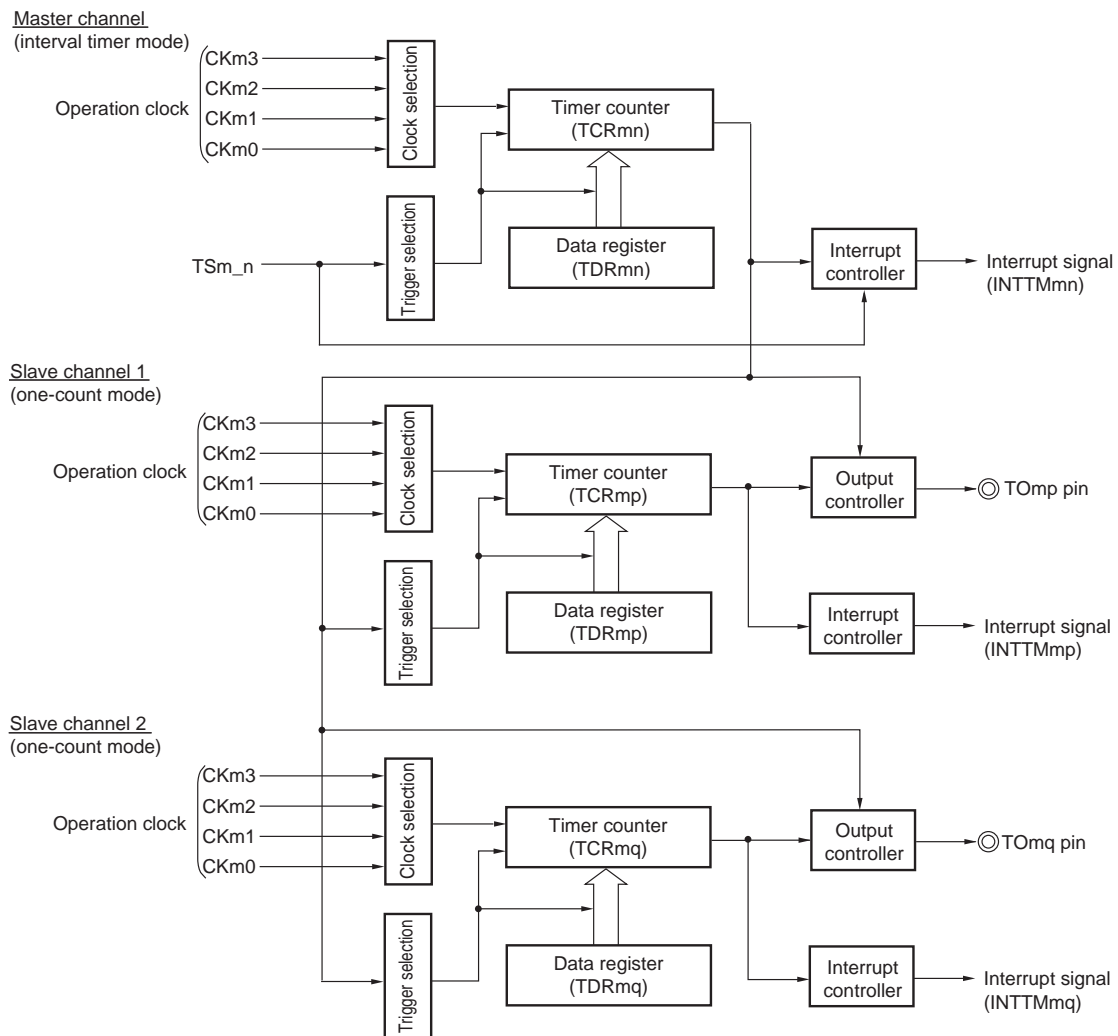 Master channel
(interval timer mode)
CKm3
CKm2
Operation clock
CKm1
CKm0
Clock selection
Timer counter
(TCRmn)
TSm_n
Trigger selection
Data register
(TDRmn)
Interrupt
controller
Interrupt signal
(INTTMmn)
Slave channel 1
(one-count mode)
CKm3
CKm2
Operation clock
CKm1
CKm0
Clock selection
Timer counter
(TCRmp)
Output
controller
TOmp pin
Trigger selection
Data register
(TDRmp)
Interrupt
controller
Interrupt signal
(INTTMmp)
Slave channel 2
(one-count mode)
CKm3
CKm2
Operation clock
CKm1
CKm0
Clock selection
Timer counter
(TCRmq)
Output
controller
TOmq pin
Trigger selection
Data register
(TDRmq)
Interrupt
controller
Interrupt signal
(INTTMmq)